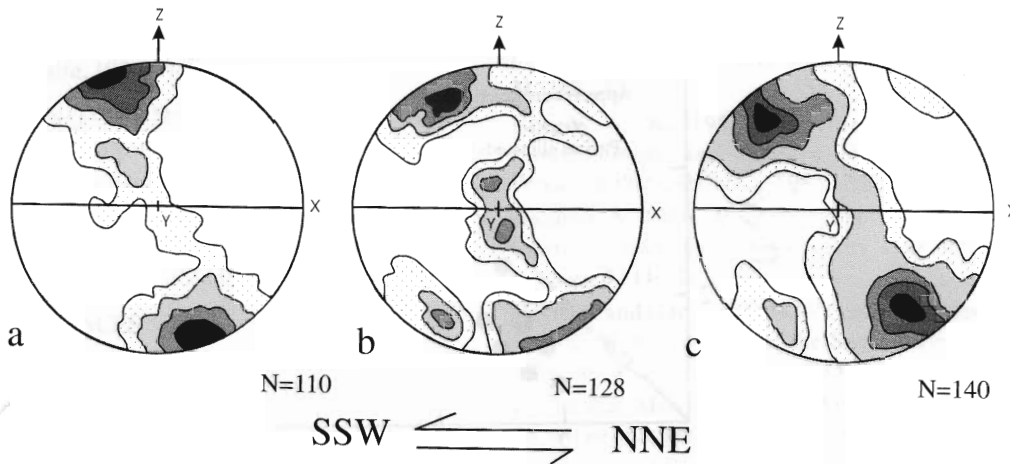 Z Z Z
X X X
Y Y Y
a b c
N=110 N=128 N=140
SSW NNE